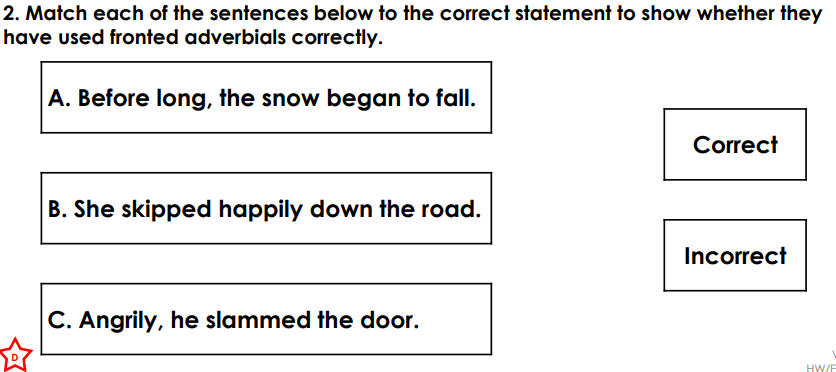 2. Match each of the sentences below to the correct statement to show whether they
have used fronted adverbials correctly.
A. Before long, the snow began to fall.
Correct
B. She skipped happily down the road.
Incorrect
C. Angrily, he slammed the door.
D